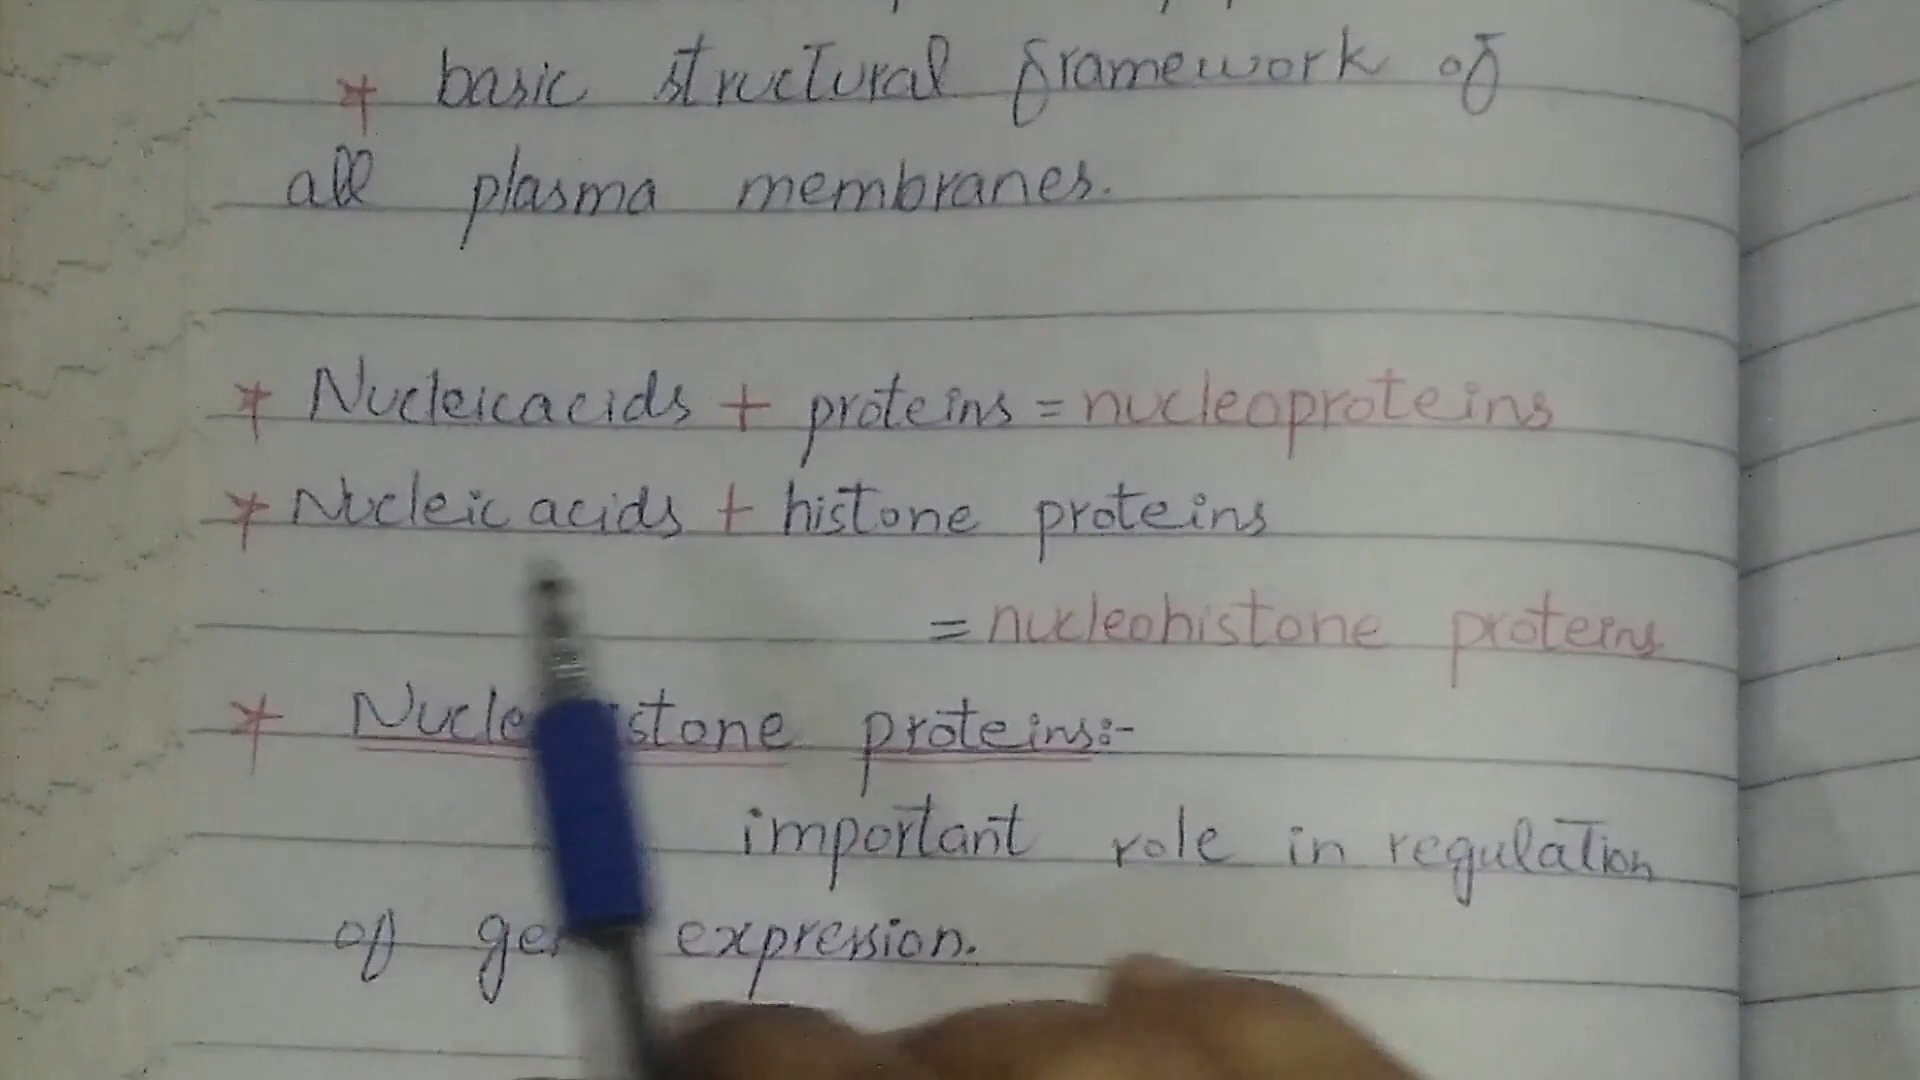 * basic structural framework of
all plasma membranes.
* Nucleicacids + proteins = nucleoproteins
* Nucleic acids + histone proteins
= nucleohistone proteins
* proteins:-
important role in regulation
of expression.